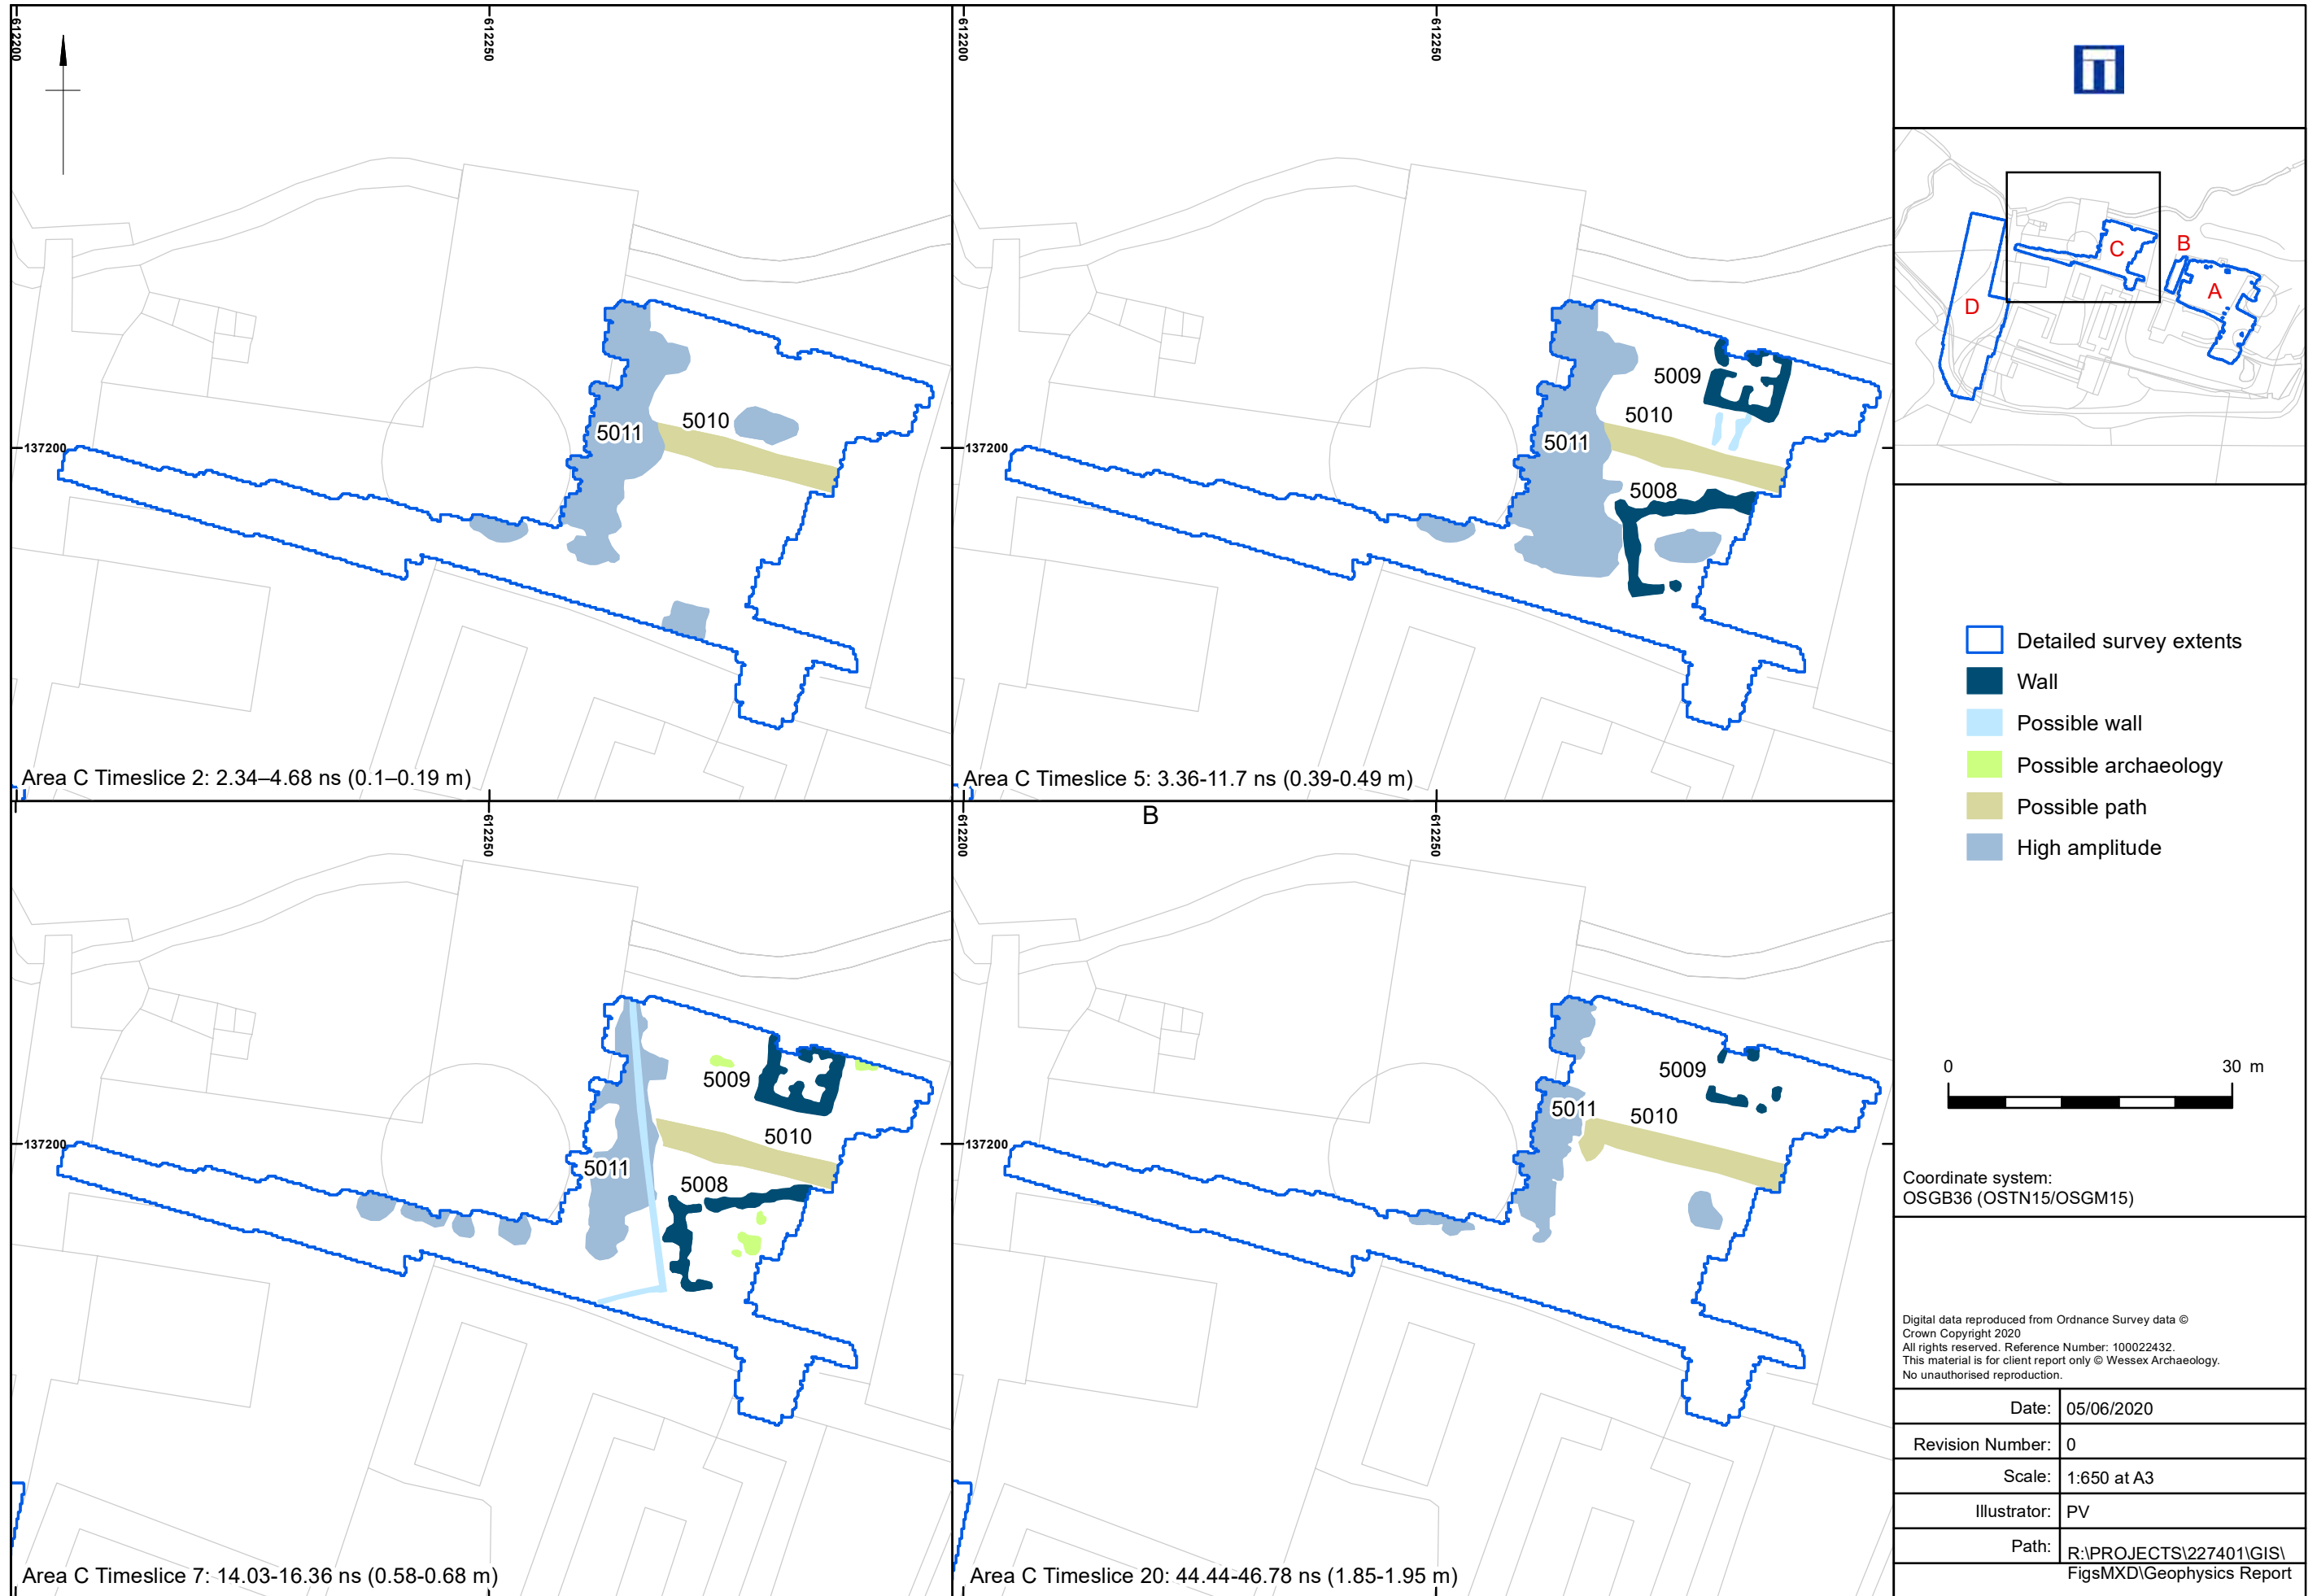 612200
612250
137200
5010
5011
Area C Timeslice 2: 2.34–4.68 ns (0.1–0.19 m)
612200
612250
137200
5009
5010
5011
5008
Area C Timeslice 5: 3.36-11.7 ns (0.39-0.49 m)
612250
137200
5009
5010
5011
5008
Area C Timeslice 7: 14.03-16.36 ns (0.58-0.68 m)
B
612200
612250
137200
5009
5011
5010
Area C Timeslice 20: 44.44-46.78 ns (1.85-1.95 m)
B
C
A
D
Detailed survey extents
Wall
Possible wall
Possible archaeology
Possible path
High amplitude
0 30 m
Coordinate system:
OSGB36 (OSTN15/OSGM15)
Digital data reproduced from Ordnance Survey data ©
Crown Copyright 2020
All rights reserved. Reference Number: 100022432.
This material is for client report only © Wessex Archaeology.
No unauthorised reproduction.
Date: 05/06/2020
Revision Number: 0
Scale: 1:650 at A3
Illustrator: PV
Path: R:\PROJECTS\227401\GIS\
FigsMXD\Geophysics Report